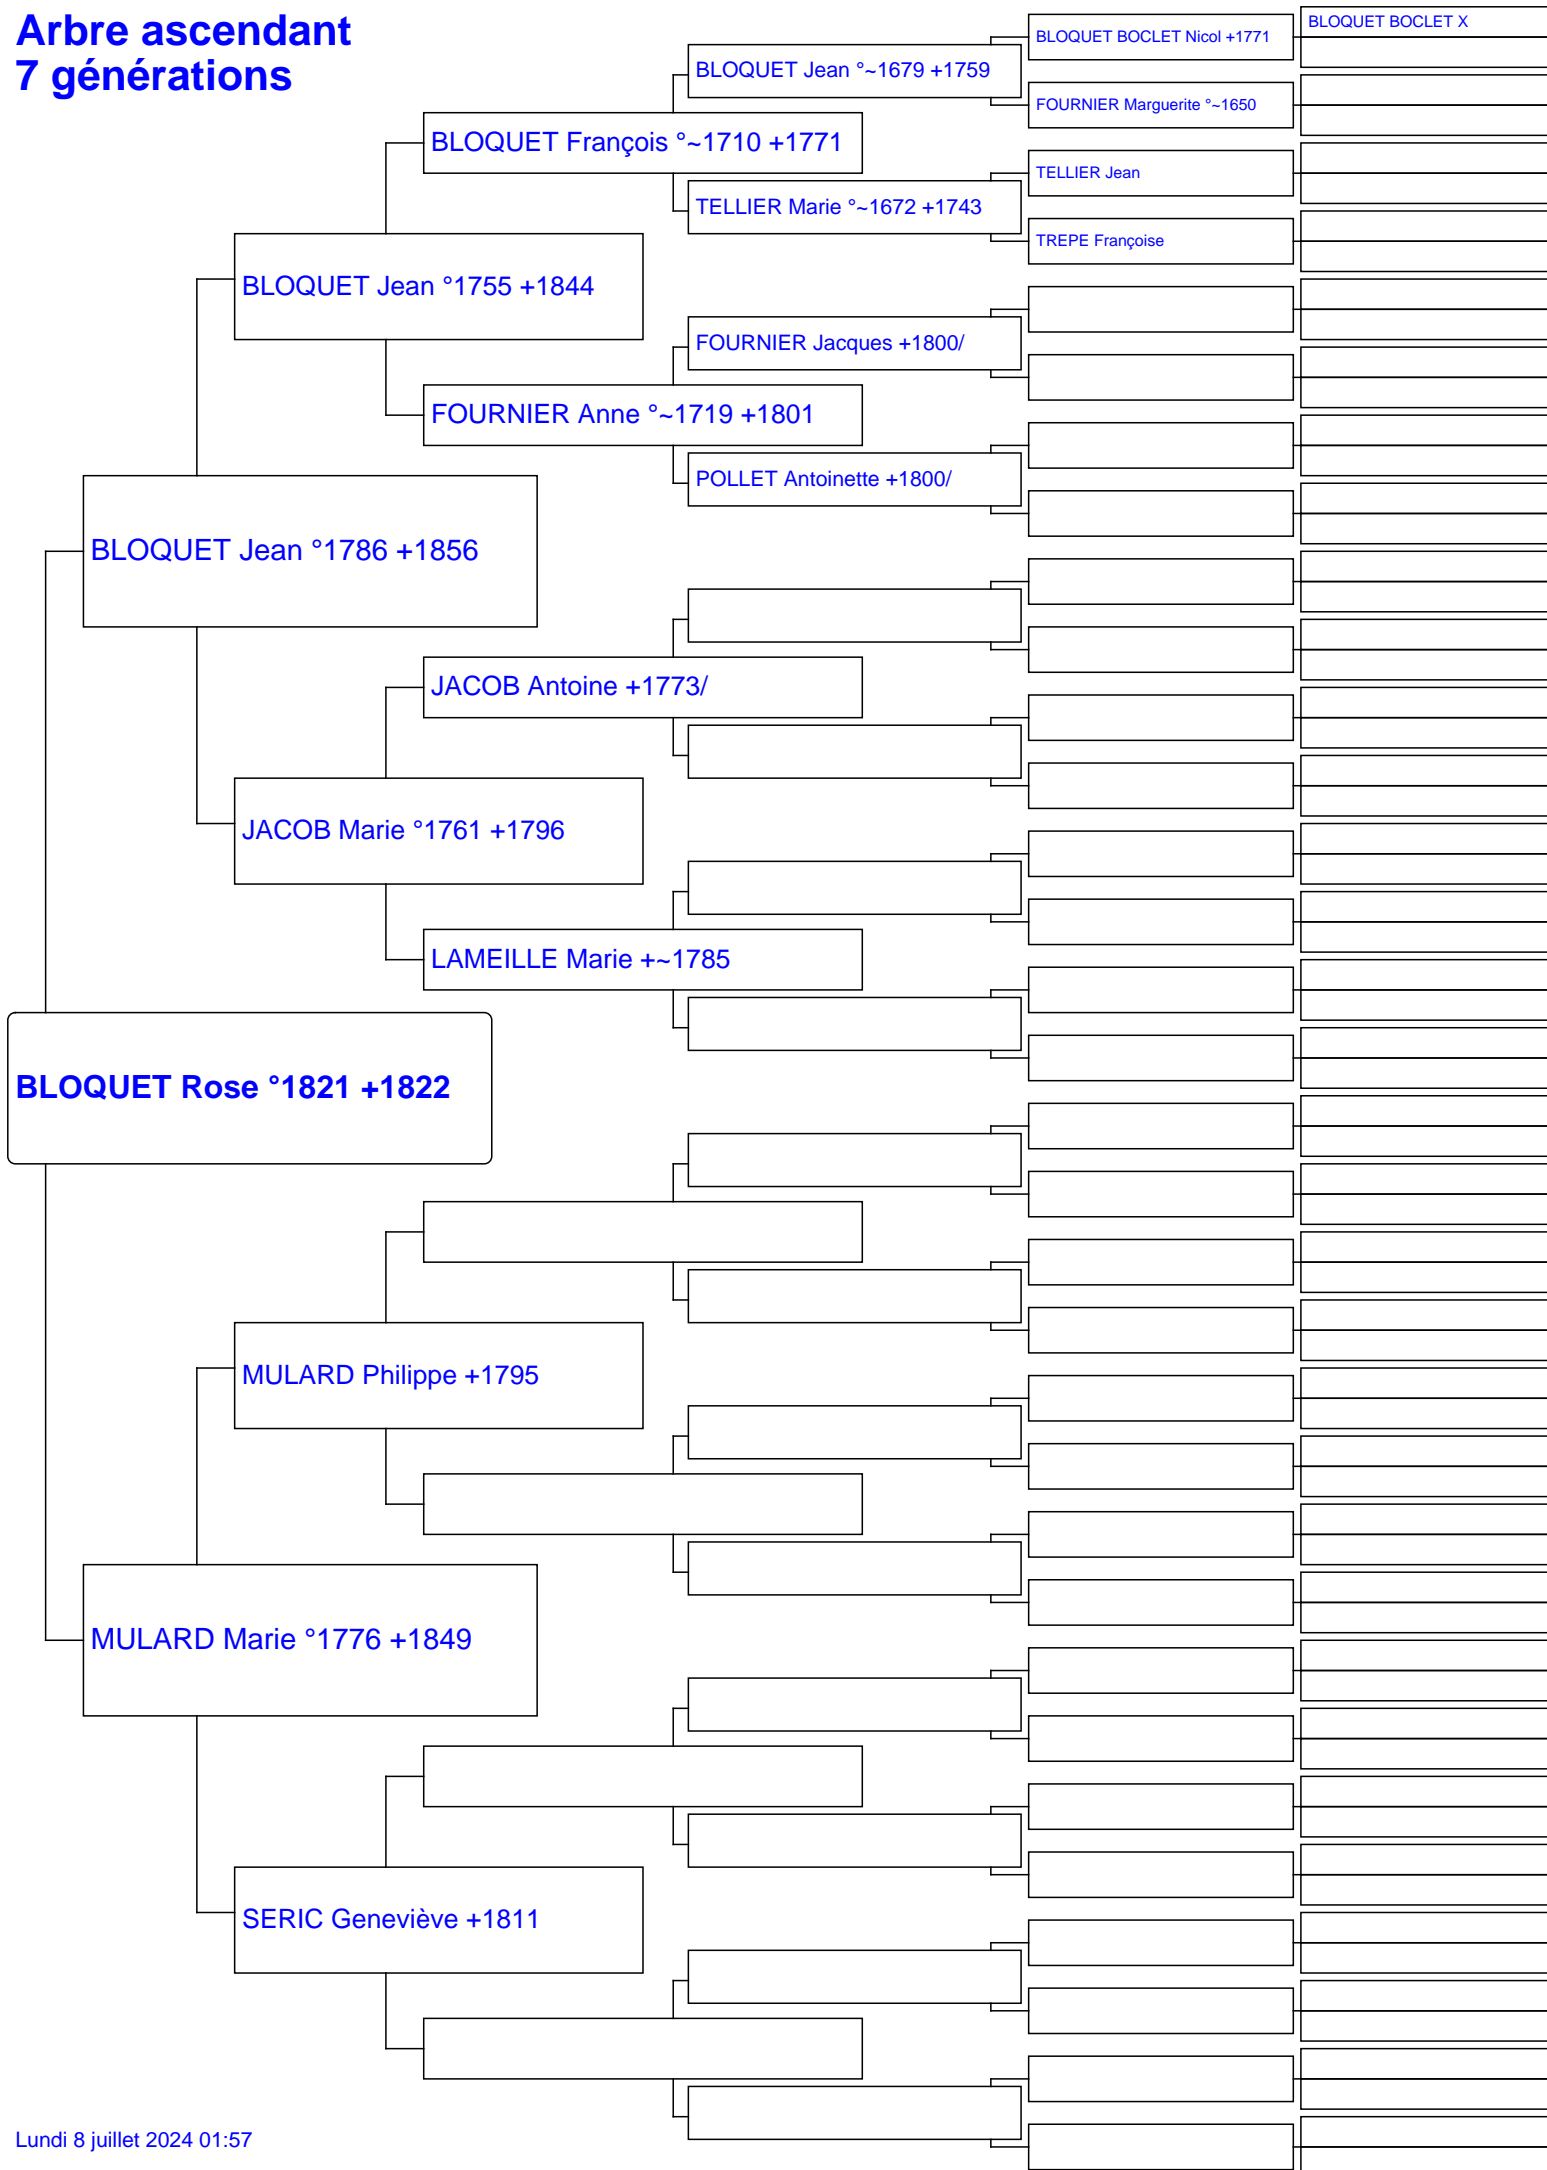 Arbre ascendant
7 générations
BLOQUET BOCLET X
BLOQUET BOCLET Nicol +1771
BLOQUET Jean °~1679 +1759
FOURNIER Marguerite °~1650
BLOQUET François °~1710 +1771
TELLIER Jean
TELLIER Marie °~1672 +1743
TREPE Françoise
BLOQUET Jean °1755 +1844
FOURNIER Jacques +1800/
FOURNIER Anne °~1719 +1801
POLLET Antoinette +1800/
BLOQUET Jean °1786 +1856
JACOB Antoine +1773/
JACOB Marie °1761 +1796
LAMEILLE Marie +~1785
BLOQUET Rose °1821 +1822
MULARD Philippe +1795
MULARD Marie °1776 +1849
SERIC Geneviève +1811
Lundi 8 juillet 2024 01:57